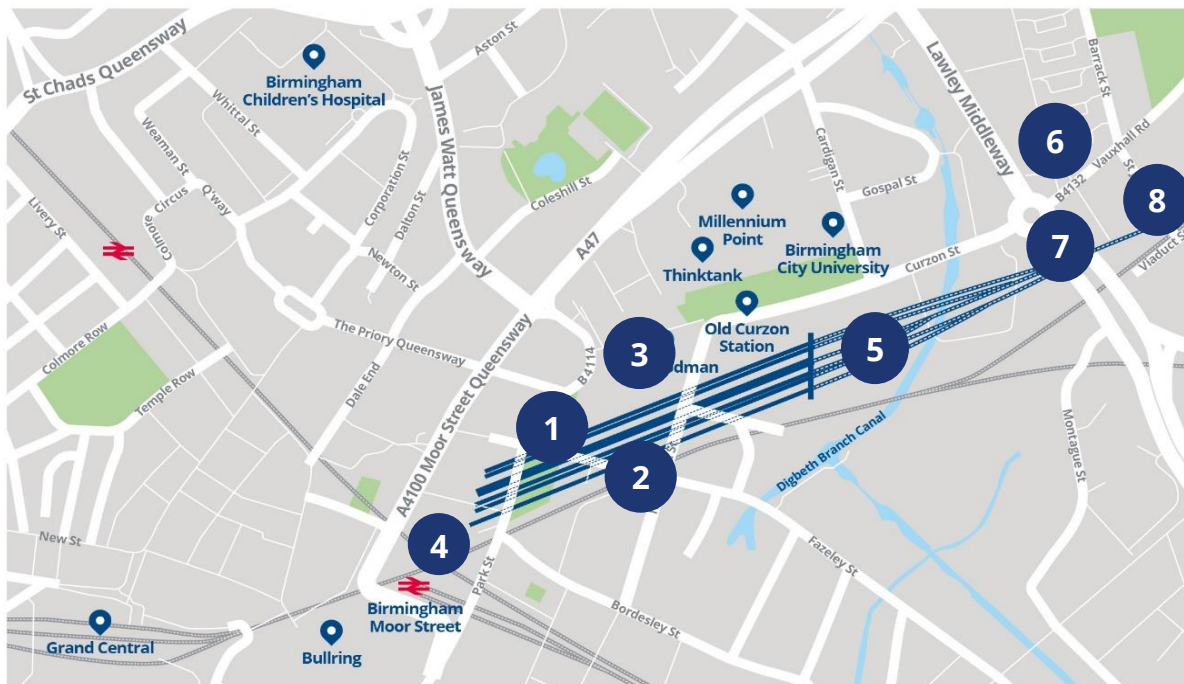 St Chads Queensway
Birmingham
Children's Hospital
Aston St
James Watt Queensway
Lawley Middleway
Barrack St
Whittal St
Weaman St
Corporation St
Dalton St
Coleshill St
Cardigan St
Gospal St
6
Vauxhall Rd
B4132
St
8
Livery St
Colmore
Circus
Q'way
Newton St
A47
Millennium
Point
Thinktank
Birmingham
City University
Curzon St
7
Viaduct S
Colmore Row
The Priory Queensway
Old Curzon
Station
3
dman
5
B4114
Temple Row
Dale End
A4100 Moor Street Queensway
1
2
Montague St
Digbeth Branch Canal
4
New St
Park St
Fazeley St
Birmingham
Moor Street
Bordesley St
Grand Central
Bullring